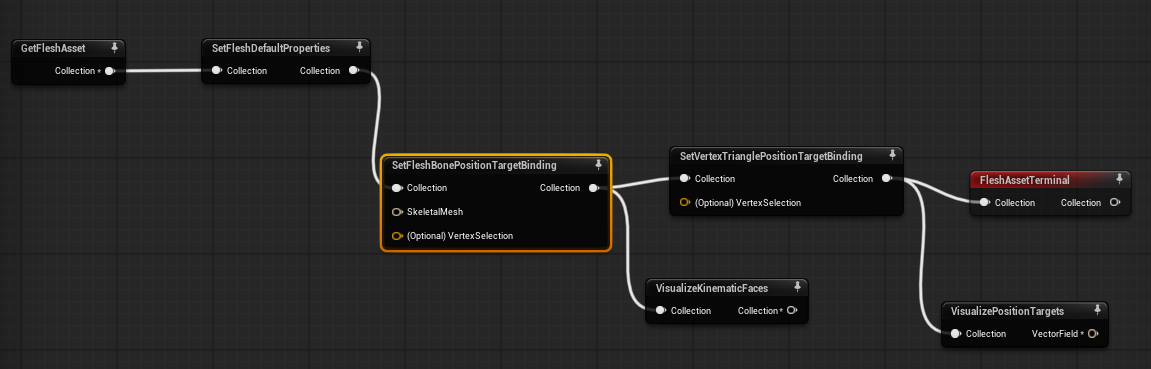 GetFleshAsset
Collection *
SetFleshDefaultProperties
Collection Collection
SetFleshBonePositionTargetBinding
Collection Collection
SkeletalMesh
(Optional) VertexSelection
SetVertexTrianglePositionTargetBinding
Collection Collection
(Optional) VertexSelection
FleshAssetTerminal
Collection Collection
VisualizeKinematicFaces
Collection Collection *
VisualizePositionTargets
Collection VectorField *